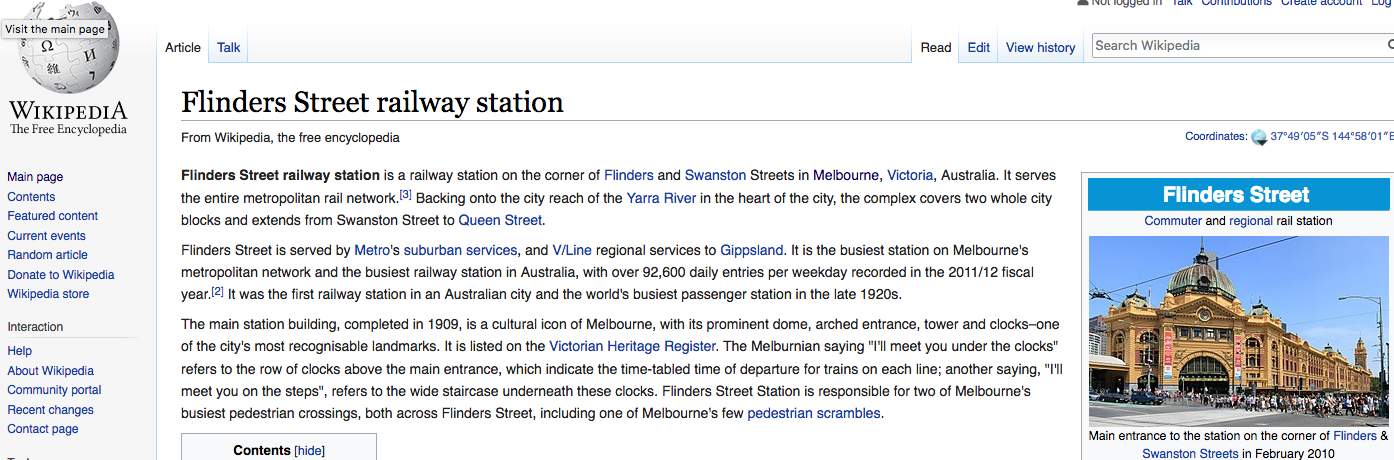 Not logged in Talk Contributions Create account Log
Visit the main page
Article Talk Read Edit View history Search Wikipedia
WIKIPEDIA
The Free Encyclopedia
Flinders Street railway station
From Wikipedia, the free encyclopedia
Coordinates: 37°49′05″S 144°58′01″E
Main page
Contents
Featured content
Current events
Random article
Donate to Wikipedia
Wikipedia store
Interaction
Help
About Wikipedia
Community portal
Recent changes
Contact page
Flinders Street railway station is a railway station on the corner of Flinders and Swanston Streets in Melbourne, Victoria, Australia. It serves
the entire metropolitan rail network.[3] Backing onto the city reach of the Yarra River in the heart of the city, the complex covers two whole city
blocks and extends from Swanston Street to Queen Street.
Flinders Street is served by Metro's suburban services, and V/Line regional services to Gippsland. It is the busiest station on Melbourne's
metropolitan network and the busiest railway station in Australia, with over 92,600 daily entries per weekday recorded in the 2011/12 fiscal
year.[2] It was the first railway station in an Australian city and the world's busiest passenger station in the late 1920s.
The main station building, completed in 1909, is a cultural icon of Melbourne, with its prominent dome, arched entrance, tower and clocks–one
of the city's most recognisable landmarks. It is listed on the Victorian Heritage Register. The Melburnian saying "I'll meet you under the clocks"
refers to the row of clocks above the main entrance, which indicate the time-tabled time of departure for trains on each line; another saying, "I'll
meet you on the steps", refers to the wide staircase underneath these clocks. Flinders Street Station is responsible for two of Melbourne's
busiest pedestrian crossings, both across Flinders Street, including one of Melbourne's few pedestrian scrambles.
Contents [hide]
Flinders Street
Commuter and regional rail station
Main entrance to the station on the corner of Flinders &
Swanston Streets in February 2010